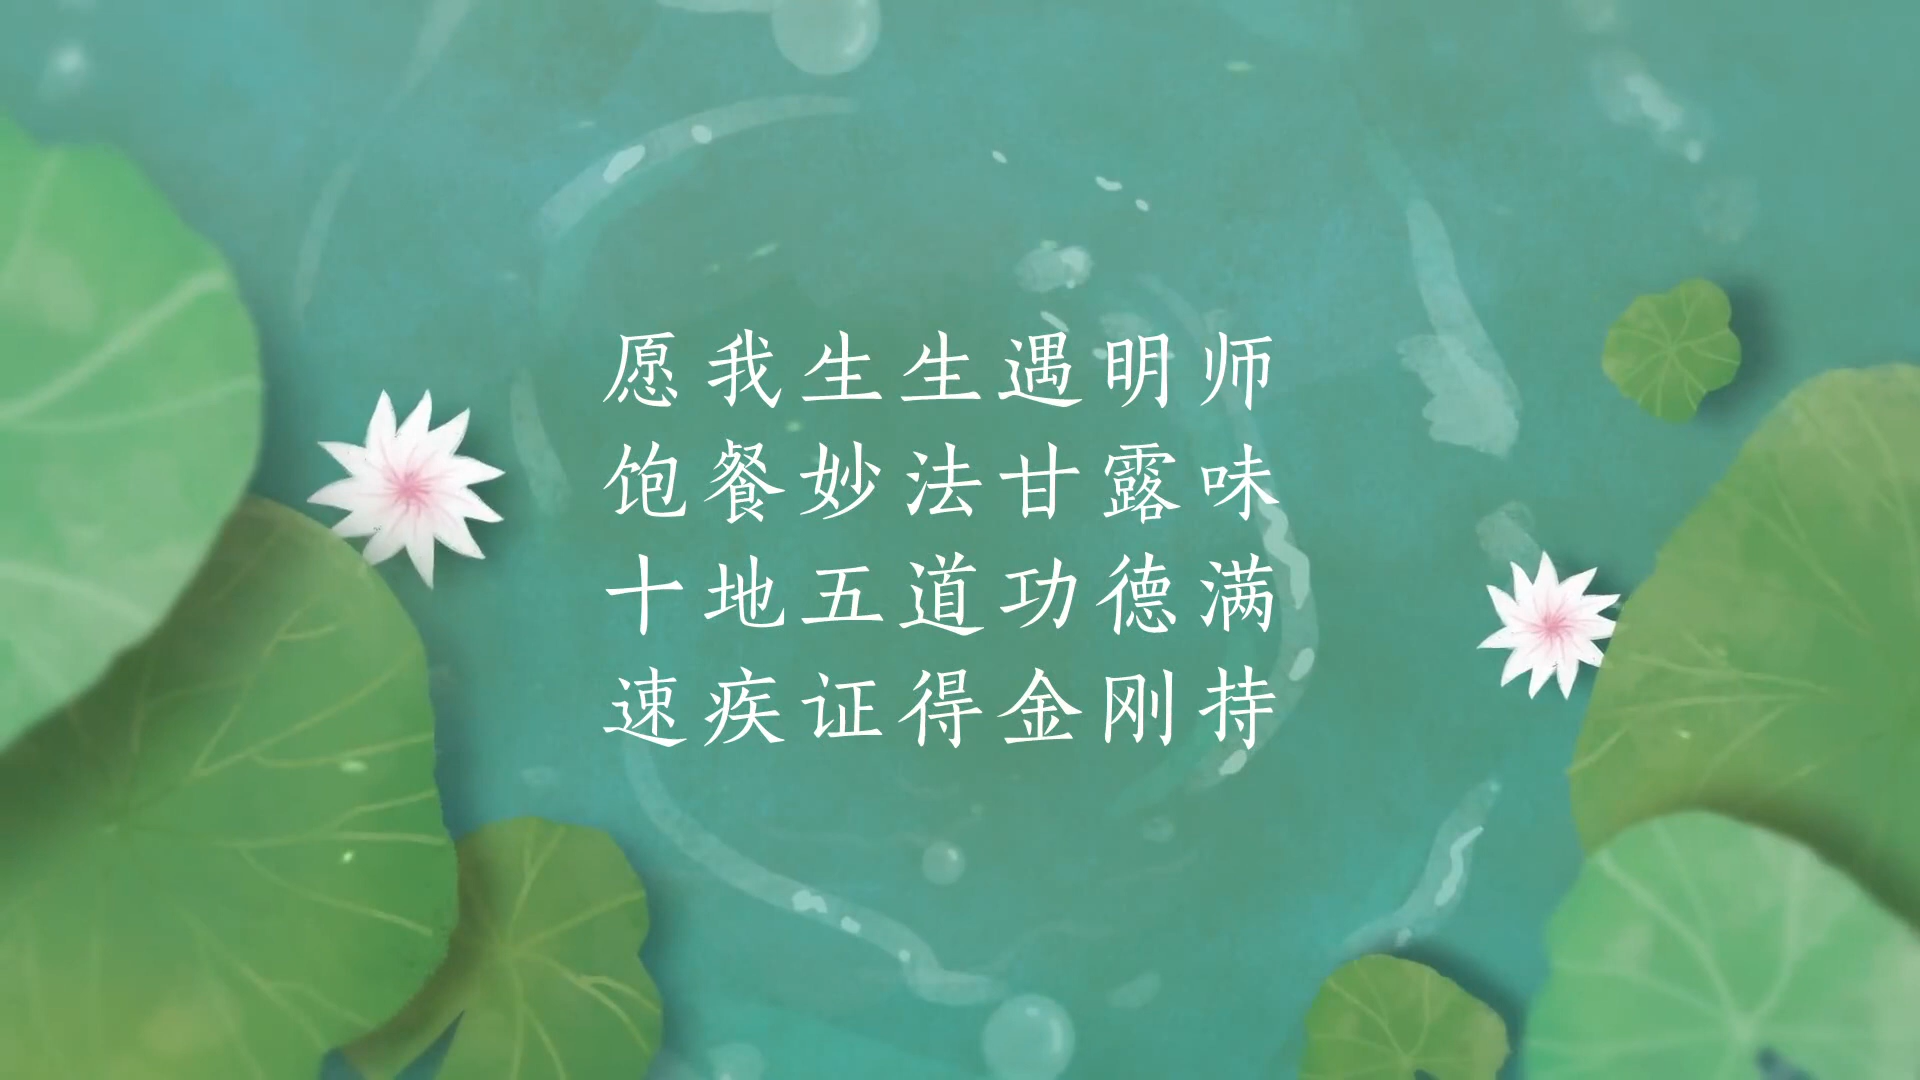 愿我生生遇明师
饱餐妙法甘露味
十地五道功德满
速疾证得金刚持